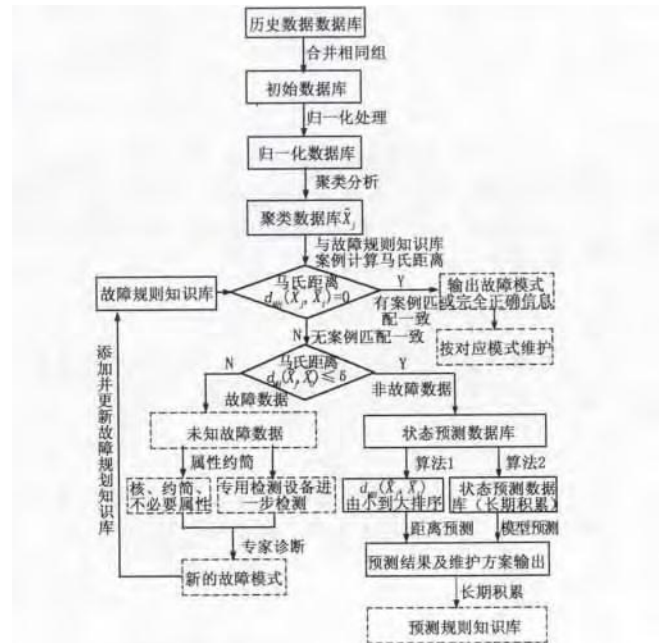 历史数据数据库
合并相同组
初始数据库
归一化处理
归一化数据库
聚类分析
聚类数据库X̃ⱼ
与故障规则知识库
案例计算马氏距离
故障规则知识库
马氏距离
=0
Y
输出故障模式
或完全正确信息
有案例匹
配一致
按对应模式维护
N
无案例匹配一致
马氏距离
≤δ
N
Y
故障数据
非故障数据
添加并更新故障规划知识库
未知故障数据
状态预测数据库
属性约简
算法1
算法2
核、约简、
不必要属性
专用检测设备进
一步检测
由小到大排序
状态预测数据
库（长期积累）
专家诊断
距离预测
模型预测
新的故障模式
预测结果及维护方案输出
长期积累
预测规则知识库